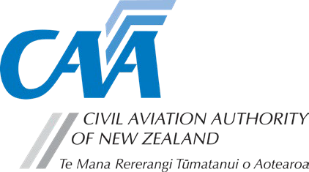 CAA
CIVIL AVIATION AUTHORITY
OF NEW ZEALAND
Te Mana Rererangi Tūmatanui o Aotearoa